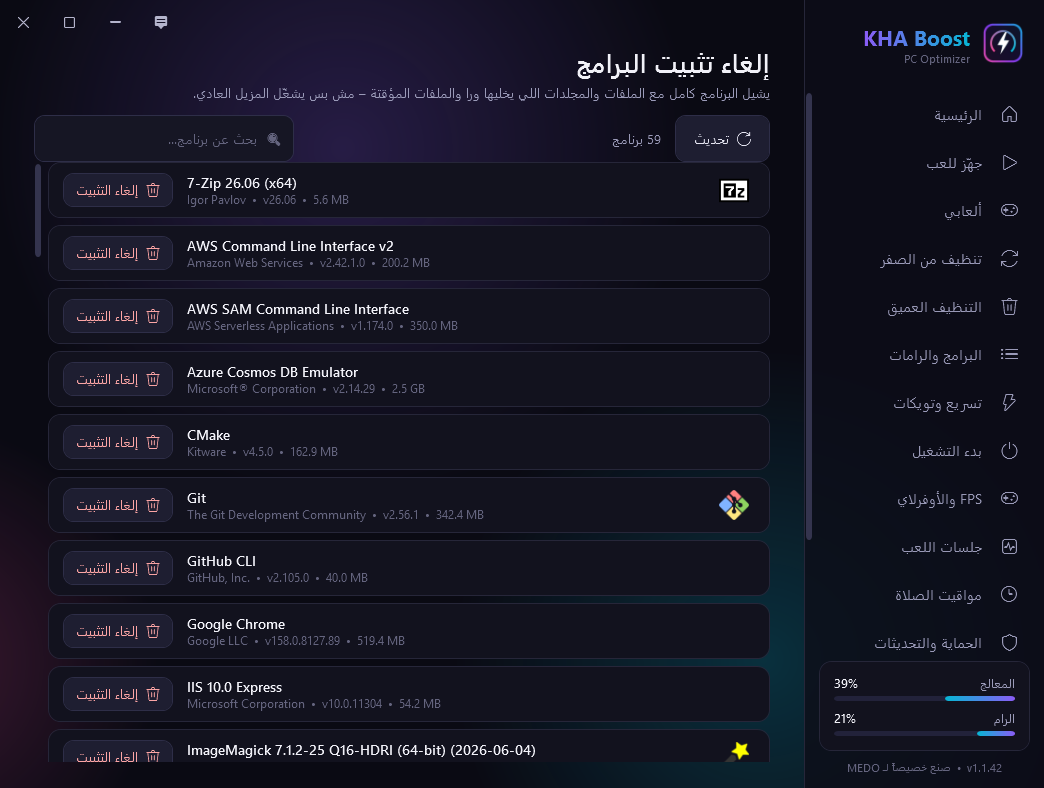 KHA Boost
PC Optimizer
الرئيسية
جهّز للعب
ألعابي
تنظيف من الصفر
التنظيف العميق
البرامج والرامات
تسريع وتويكات
بدء التشغيل
FPS والأوفرلاي
جلسات اللعب
مواقيت الصلاة
الحماية والتحديثات
المعالج 39%
الرام 21%
v1.1.42 • صنع خصيصاً لـ MEDO
إلغاء تثبيت البرامج
يشيل البرنامج كامل مع الملفات والمجلدات اللي يخليها ورا والملفات المؤقتة – مش بس يشغّل المزيل العادي.
تحديث
59 برنامج
بحث عن برنامج...
7-Zip 26.06 (x64)
Igor Pavlov • v26.06 • 5.6 MB
إلغاء التثبيت
AWS Command Line Interface v2
Amazon Web Services • v2.42.1.0 • 200.2 MB
إلغاء التثبيت
AWS SAM Command Line Interface
AWS Serverless Applications • v1.174.0 • 350.0 MB
إلغاء التثبيت
Azure Cosmos DB Emulator
Microsoft® Corporation • v2.14.29 • 2.5 GB
إلغاء التثبيت
CMake
Kitware • v4.5.0 • 162.9 MB
إلغاء التثبيت
Git
The Git Development Community • v2.56.1 • 342.4 MB
إلغاء التثبيت
GitHub CLI
GitHub, Inc. • v2.105.0 • 40.0 MB
إلغاء التثبيت
Google Chrome
Google LLC • v158.0.8127.89 • 519.4 MB
إلغاء التثبيت
IIS 10.0 Express
Microsoft Corporation • v10.0.11304 • 54.2 MB
إلغاء التثبيت
ImageMagick 7.1.2-25 Q16-HDRI (64-bit) (2026-06-04)
إلغاء التثبيت